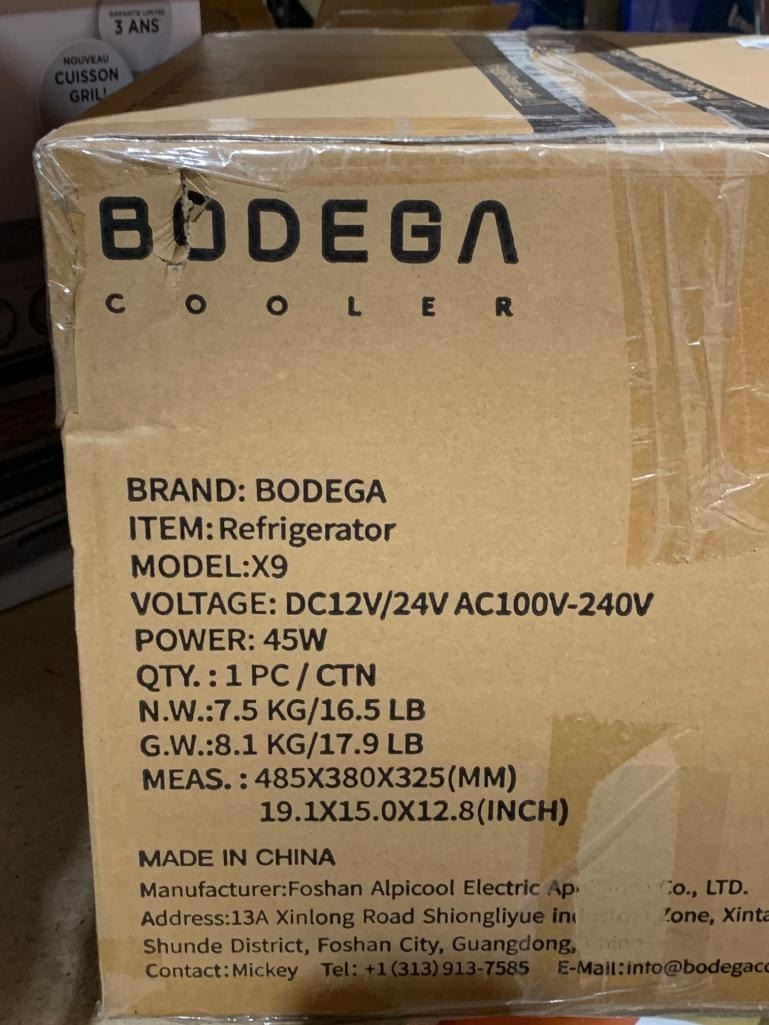 GARANTIE LIMITÉE
3 ANS
NOUVEAU
CUISSON
GRIL!
BODEGA
COOLER
BRAND: BODEGA
ITEM:Refrigerator
MODEL:X9
VOLTAGE: DC12V/24V AC100V-240V
POWER: 45W
QTY. : 1 PC / CTN
N.W.:7.5 KG/16.5 LB
G.W.:8.1 KG/17.9 LB
MEAS. : 485X380X325(MM)
19.1X15.0X12.8(INCH)
MADE IN CHINA
Manufacturer:Foshan Alpicool Electric Co., LTD.
Address:13A Xinlong Road Shiongliyue Zone,
Shunde District, Foshan City, Guangdong,
Contact:Mickey Tel: +1 (313) 913-7585 E-Mail:info@bodegaco